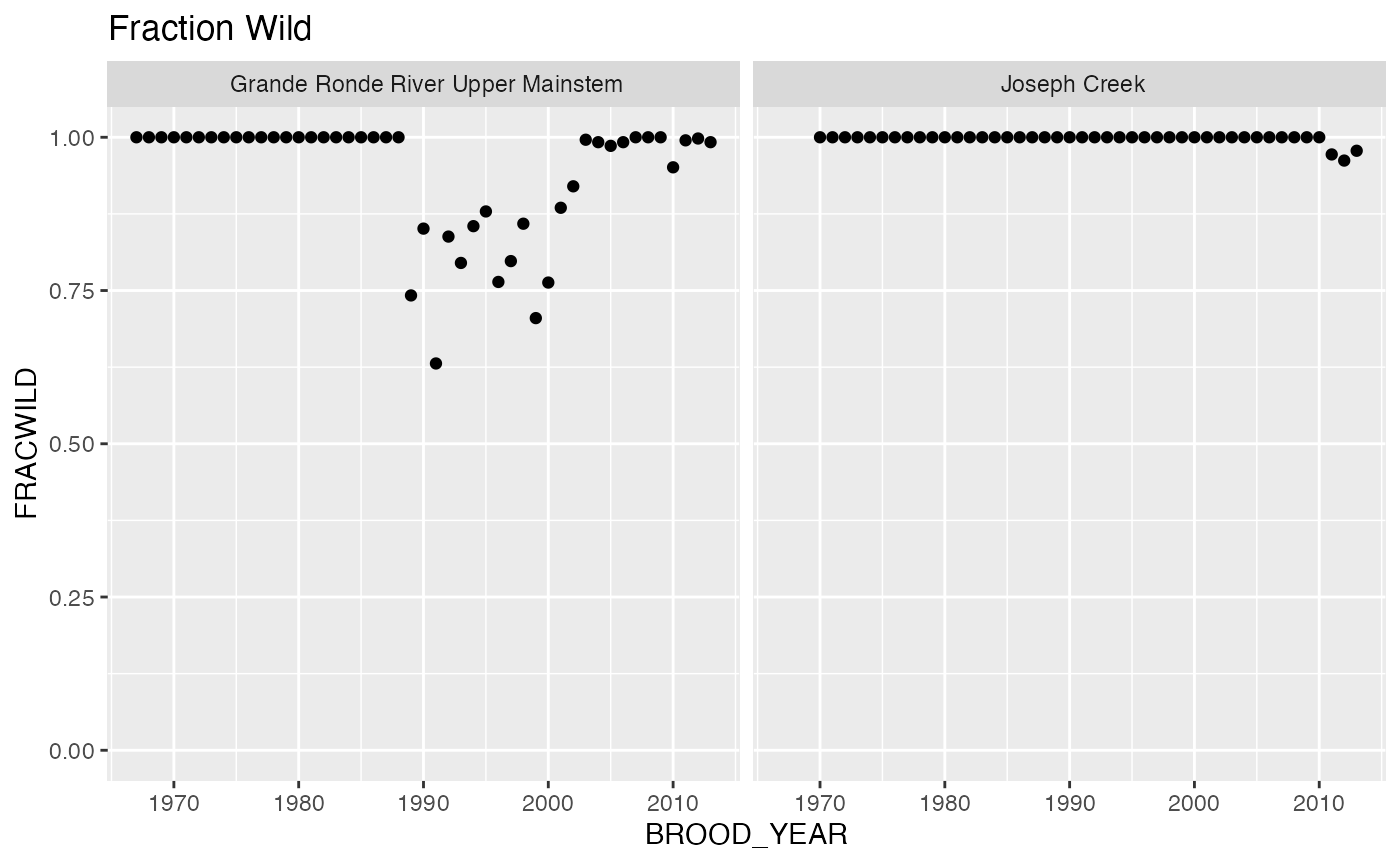 Fraction Wild
Grande Ronde River Upper Mainstem
Joseph Creek
FRACWILD
1.00
0.75
0.50
0.25
0.00
1970 1980 1990 2000 2010
1970 1980 1990 2000 2010
BROOD_YEAR